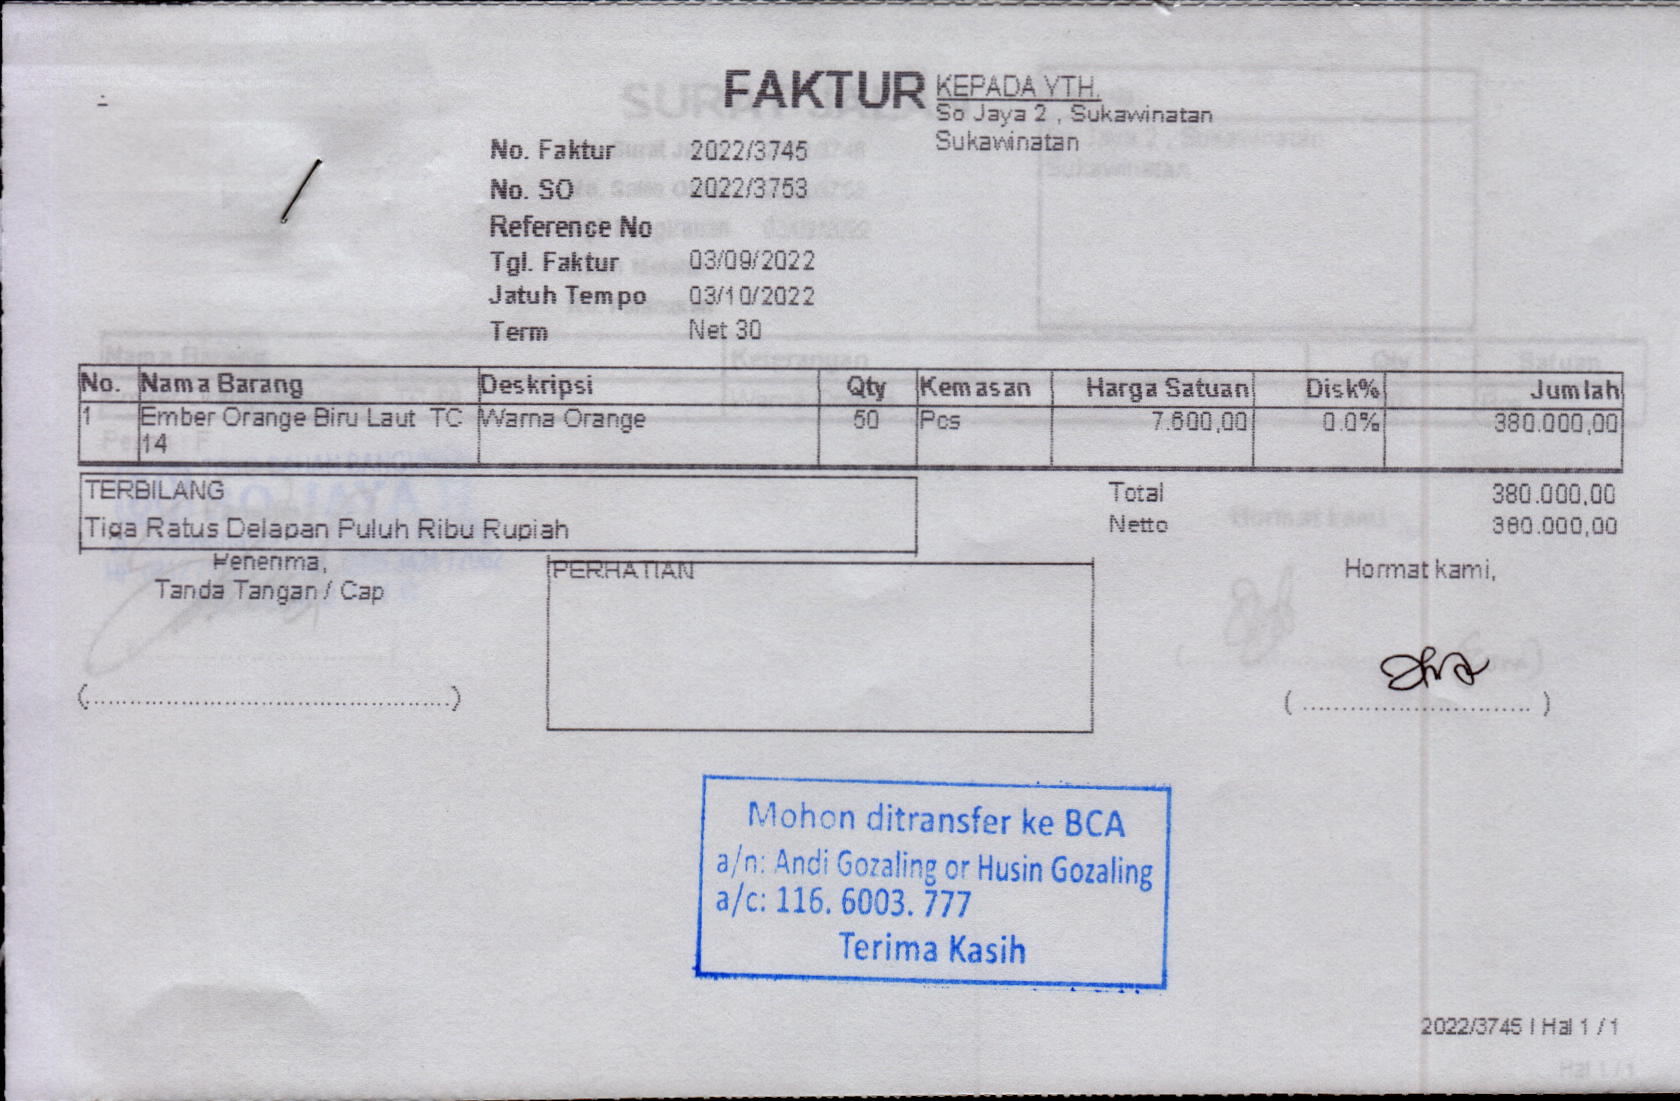 FAKTUR
KEPADA YTH.
So Jaya 2 , Sukawinatan
Sukawinatan
No. Faktur 2022/3745
No. SO 2022/3753
Reference No
Tgl. Faktur 03/09/2022
Jatuh Tempo 03/10/2022
Term Net 30
No. Nama Barang Deskripsi Qty Kemasan Harga Satuan Disk% Jumlah
1 Ember Orange Biru Laut TC Warna Orange 50 Pcs 7.600,00 0.0% 380.000,00
14
TERBILANG
Tiga Ratus Delapan Puluh Ribu Rupiah
Total 380.000,00
Netto 380.000,00
Penerima,
Tanda Tangan / Cap
PERHATIAN
Hormat kami,
(................................................)
( ............................. )
Mohon ditransfer ke BCA
a/n: Andi Gozaling or Husin Gozaling
a/c: 116. 6003. 777
Terima Kasih
2022/3745 | Hal 1 / 1